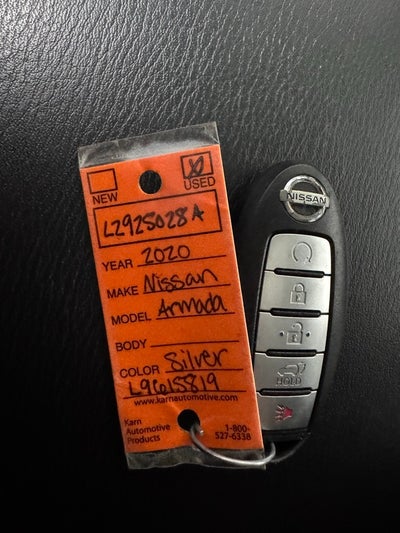 NEW
USED
LZ925028A
YEAR 2020
MAKE Nissan
MODEL Armada
BODY
COLOR Silver
L9615819
www.karnautomotive.com
Karn
Automotive
Products
1-800-
527-6338
NISSAN
HOLD